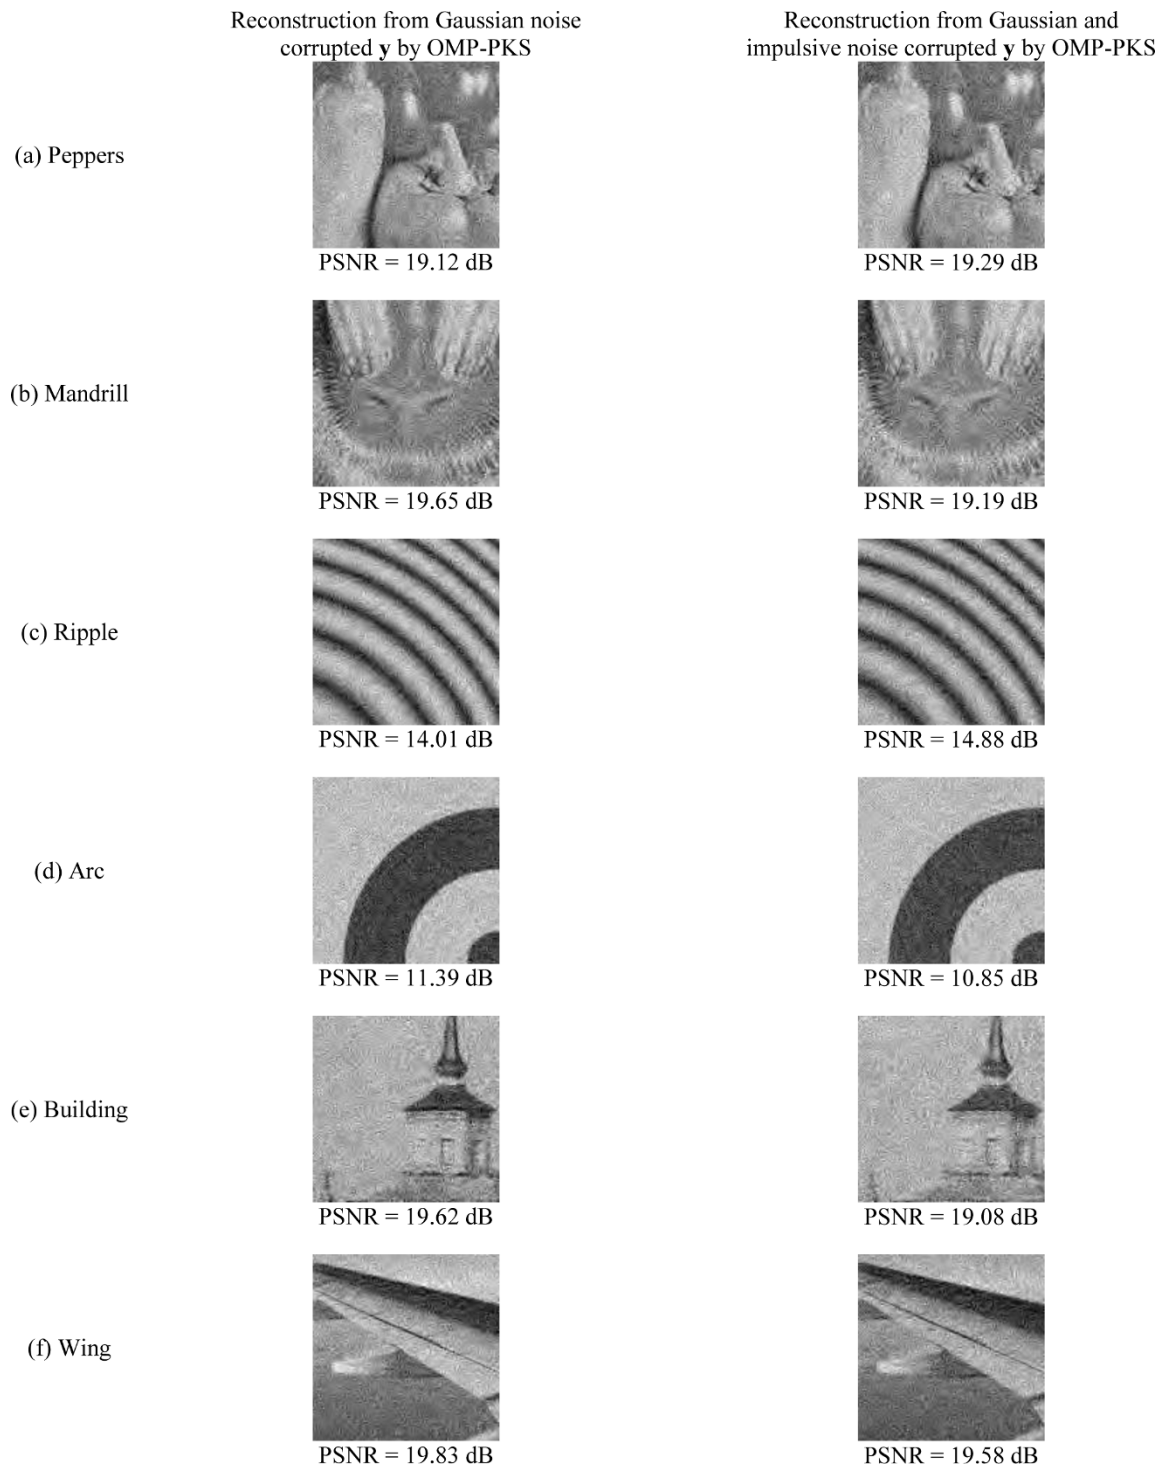 Reconstruction from Gaussian noise
corrupted y by OMP-PKS
Reconstruction from Gaussian and
impulsive noise corrupted y by OMP-PKS
(a) Peppers
PSNR = 19.12 dB
PSNR = 19.29 dB
(b) Mandrill
PSNR = 19.65 dB
PSNR = 19.19 dB
(c) Ripple
PSNR = 14.01 dB
PSNR = 14.88 dB
(d) Arc
PSNR = 11.39 dB
PSNR = 10.85 dB
(e) Building
PSNR = 19.62 dB
PSNR = 19.08 dB
(f) Wing
PSNR = 19.83 dB
PSNR = 19.58 dB